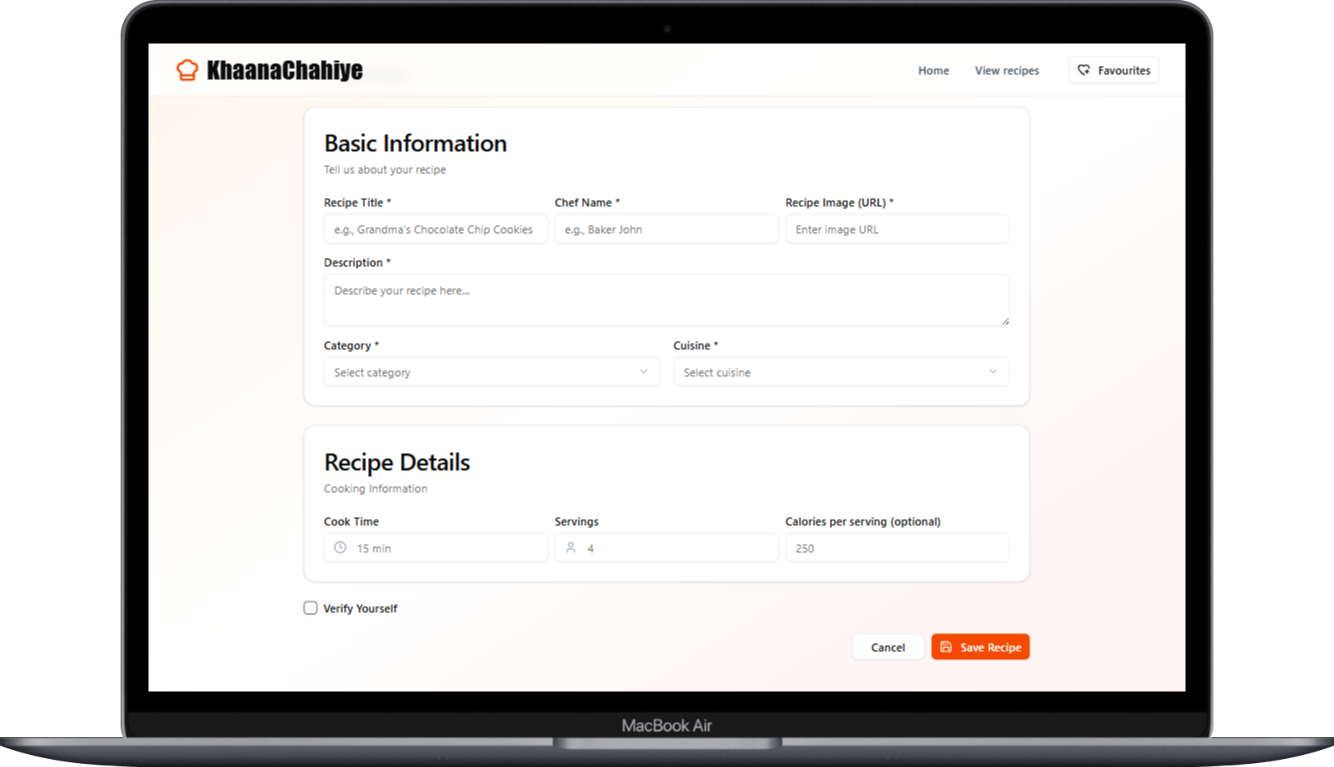 KhaanaChahiye
Home View recipes Favourites
Basic Information
Tell us about your recipe
Recipe Title * Chef Name * Recipe Image (URL) *
e.g., Grandma's Chocolate Chip Cookies e.g., Baker John Enter image URL
Description *
Describe your recipe here...
Category * Cuisine *
Select category Select cuisine
Recipe Details
Cooking Information
Cook Time Servings Calories per serving (optional)
15 min 4 250
Verify Yourself
Cancel Save Recipe
MacBook Air